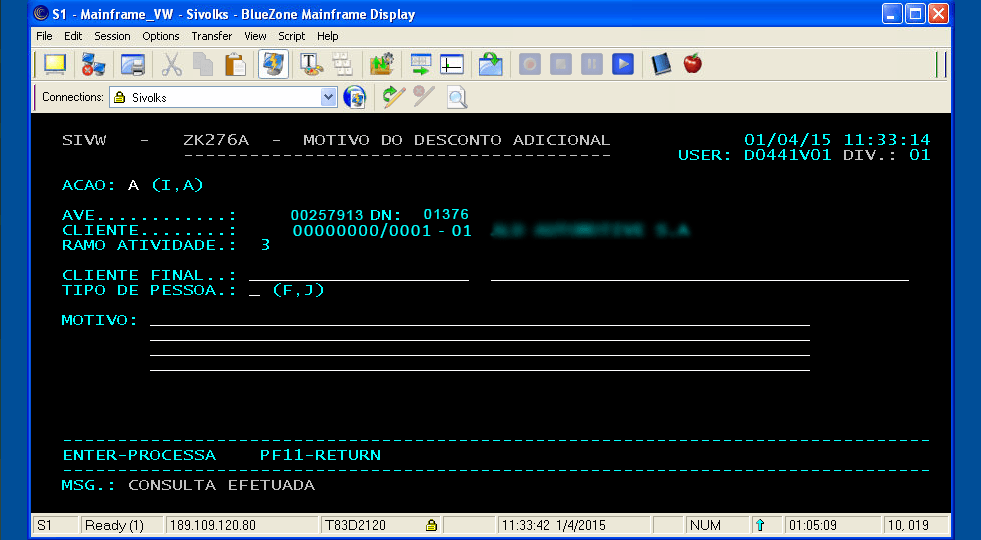 S1 - Mainframe_VW - Sivolks - BlueZone Mainframe Display
File Edit Session Options Transfer View Script Help
Connections: Sivolks
SIVW - ZK276A - MOTIVO DO DESCONTO ADICIONAL 01/04/15 11:33:14
--------------------------------------- USER: D0441V01 DIV.: 01
ACAO: A (I,A)
AVE............: 00257913 DN: 01376
CLIENTE........: 00000000/0001 - 01 AUTOMOTIVE S.A
RAMO ATIVIDADE.: 3
CLIENTE FINAL..:
TIPO DE PESSOA.: _ (F,J)
MOTIVO:
ENTER-PROCESSA PF11-RETURN
MSG.: CONSULTA EFETUADA
S1 Ready (1) 189.109.120.80 T83D2120 11:33:42 1/4/2015 NUM 01:05:09 10, 019